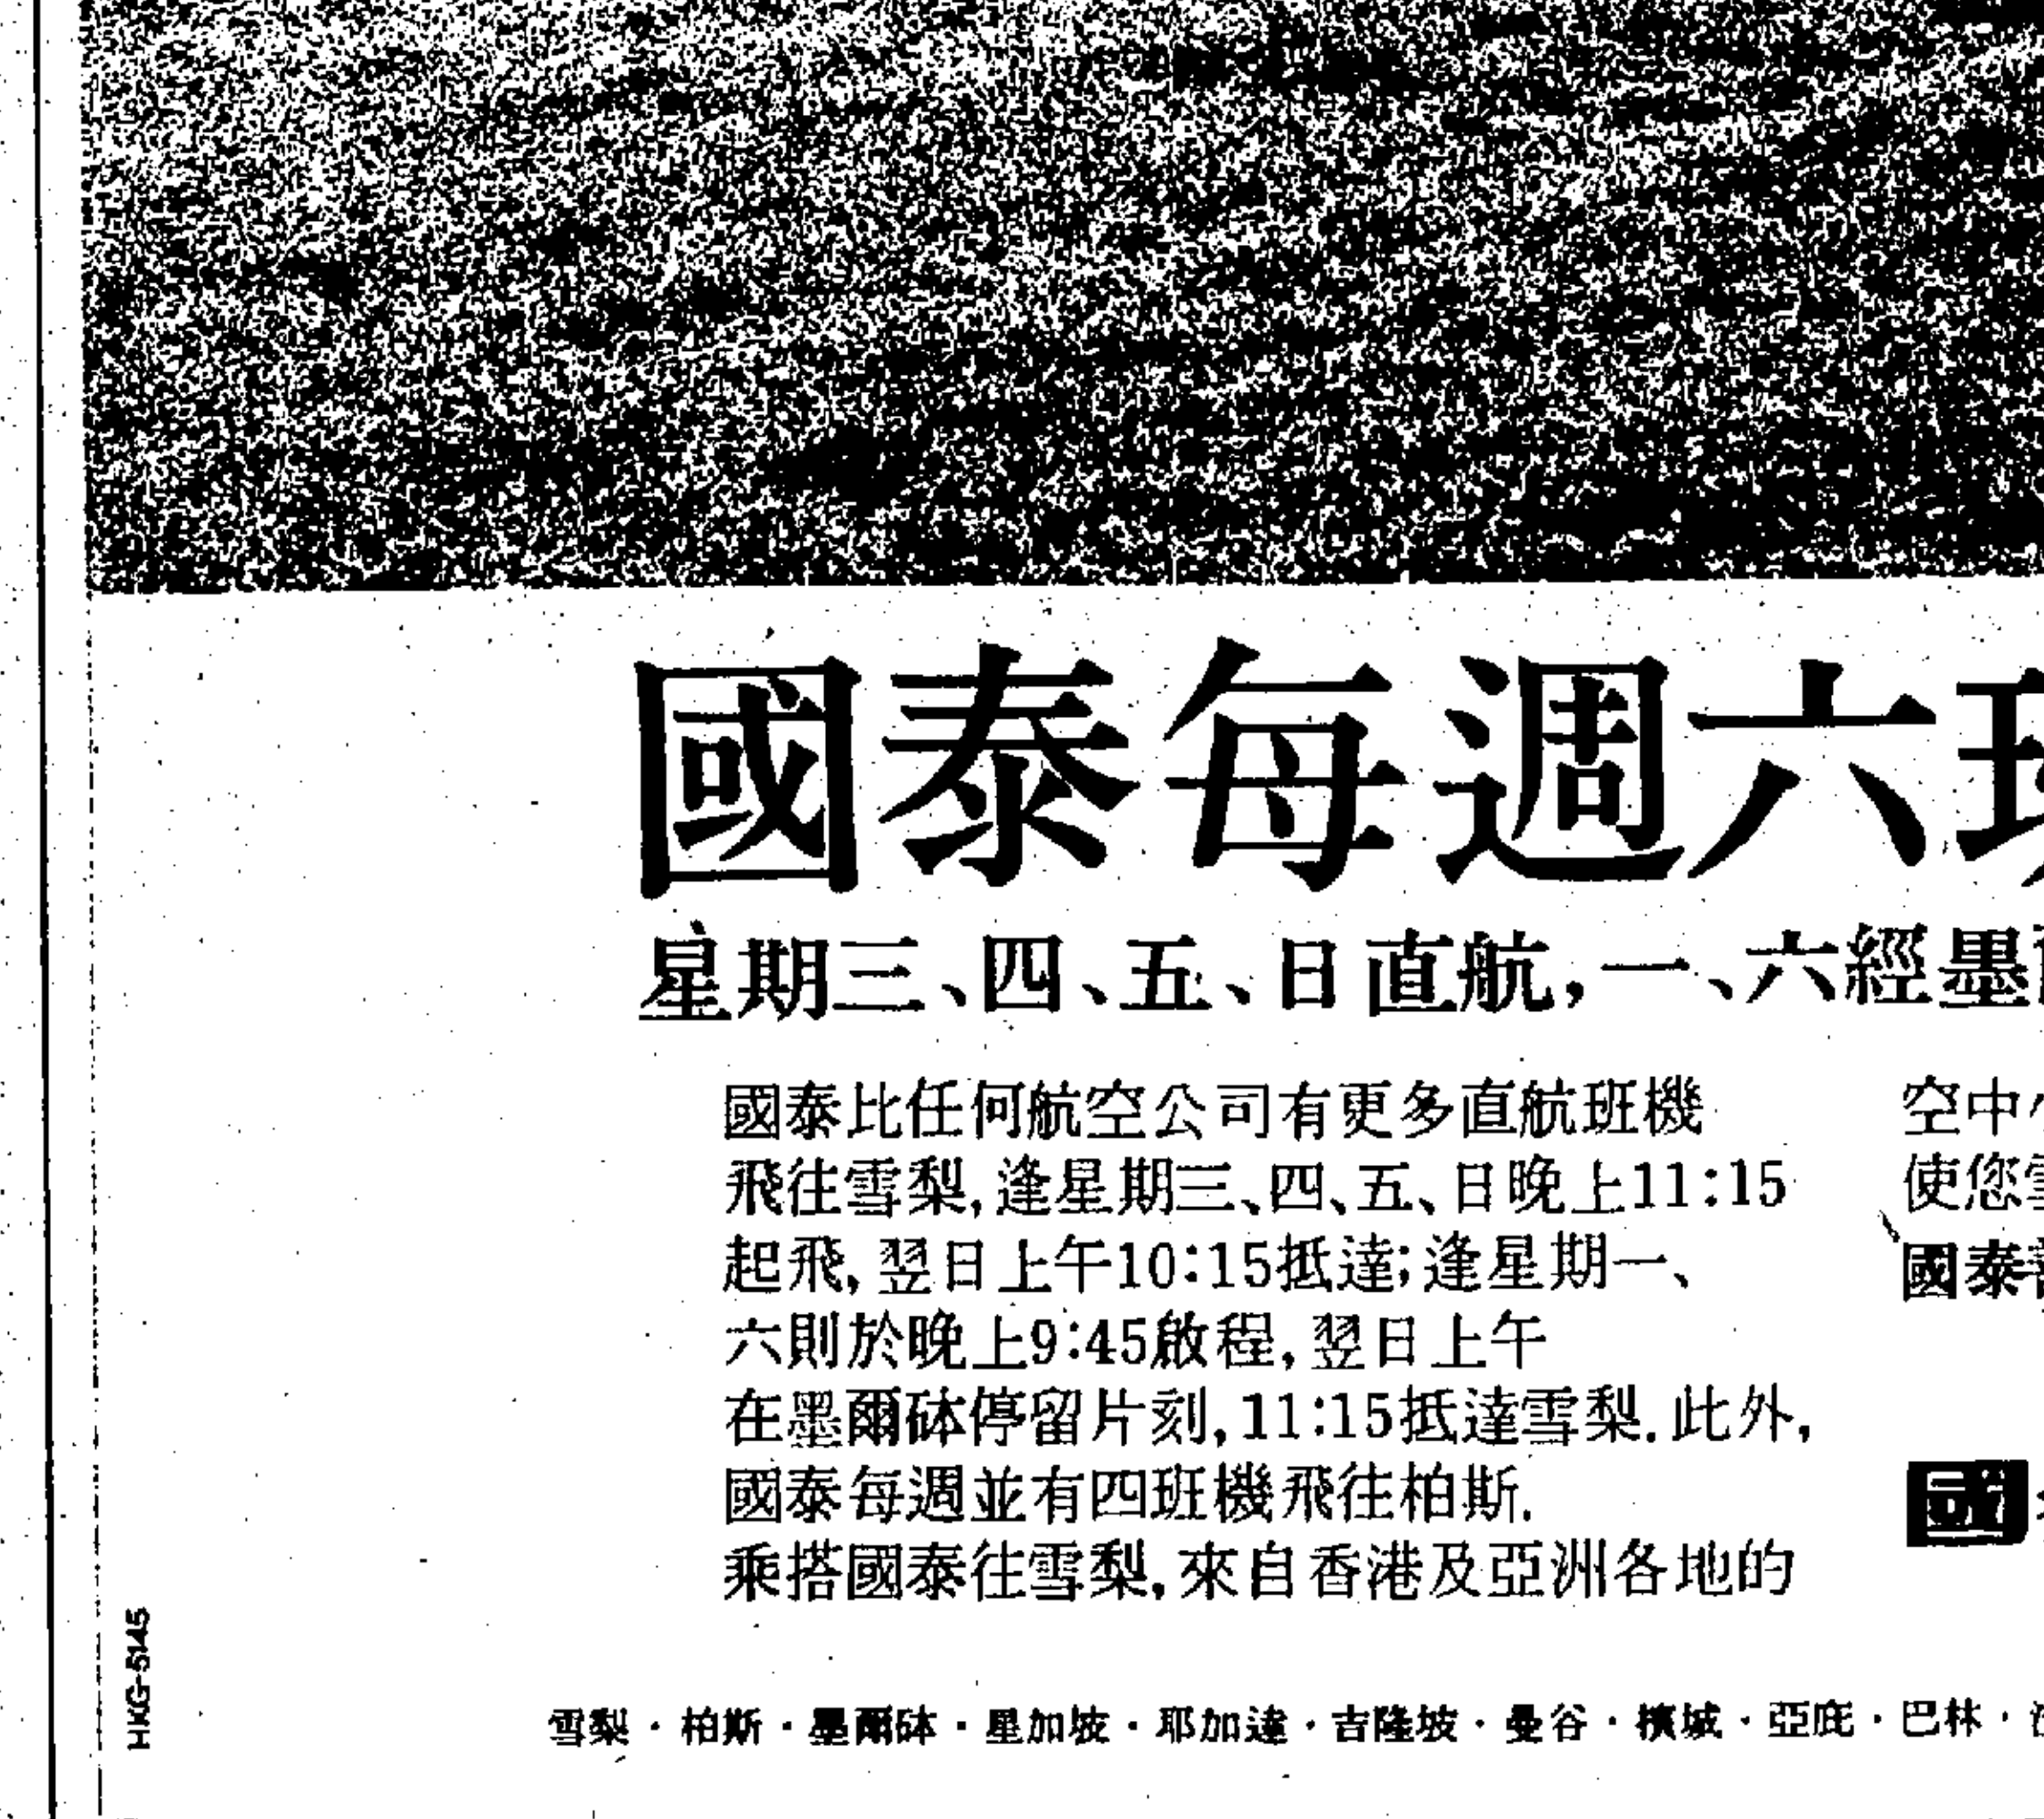 國泰每週六
星期三、四、五、日直航,一、六經墨
國泰比任何航空公司有更多直航班機
飛往雪梨,逢星期三、四、五、日晚上11:15
起飛,翌日上午10:15抵達;逢星期一、
六則於晚上9:45啟程,翌日上午
在墨爾砵停留片刻,11:15抵達雪梨.此外,
國泰每週並有四班機飛往柏斯.
乘搭國泰往雪梨,來自香港及亞洲各地的
空中
使您
國泰
國
HKG-5145
雪梨·柏斯·墨爾砵·星加坡·耶加達·吉隆坡·曼谷·檳城·亞庇·巴林·